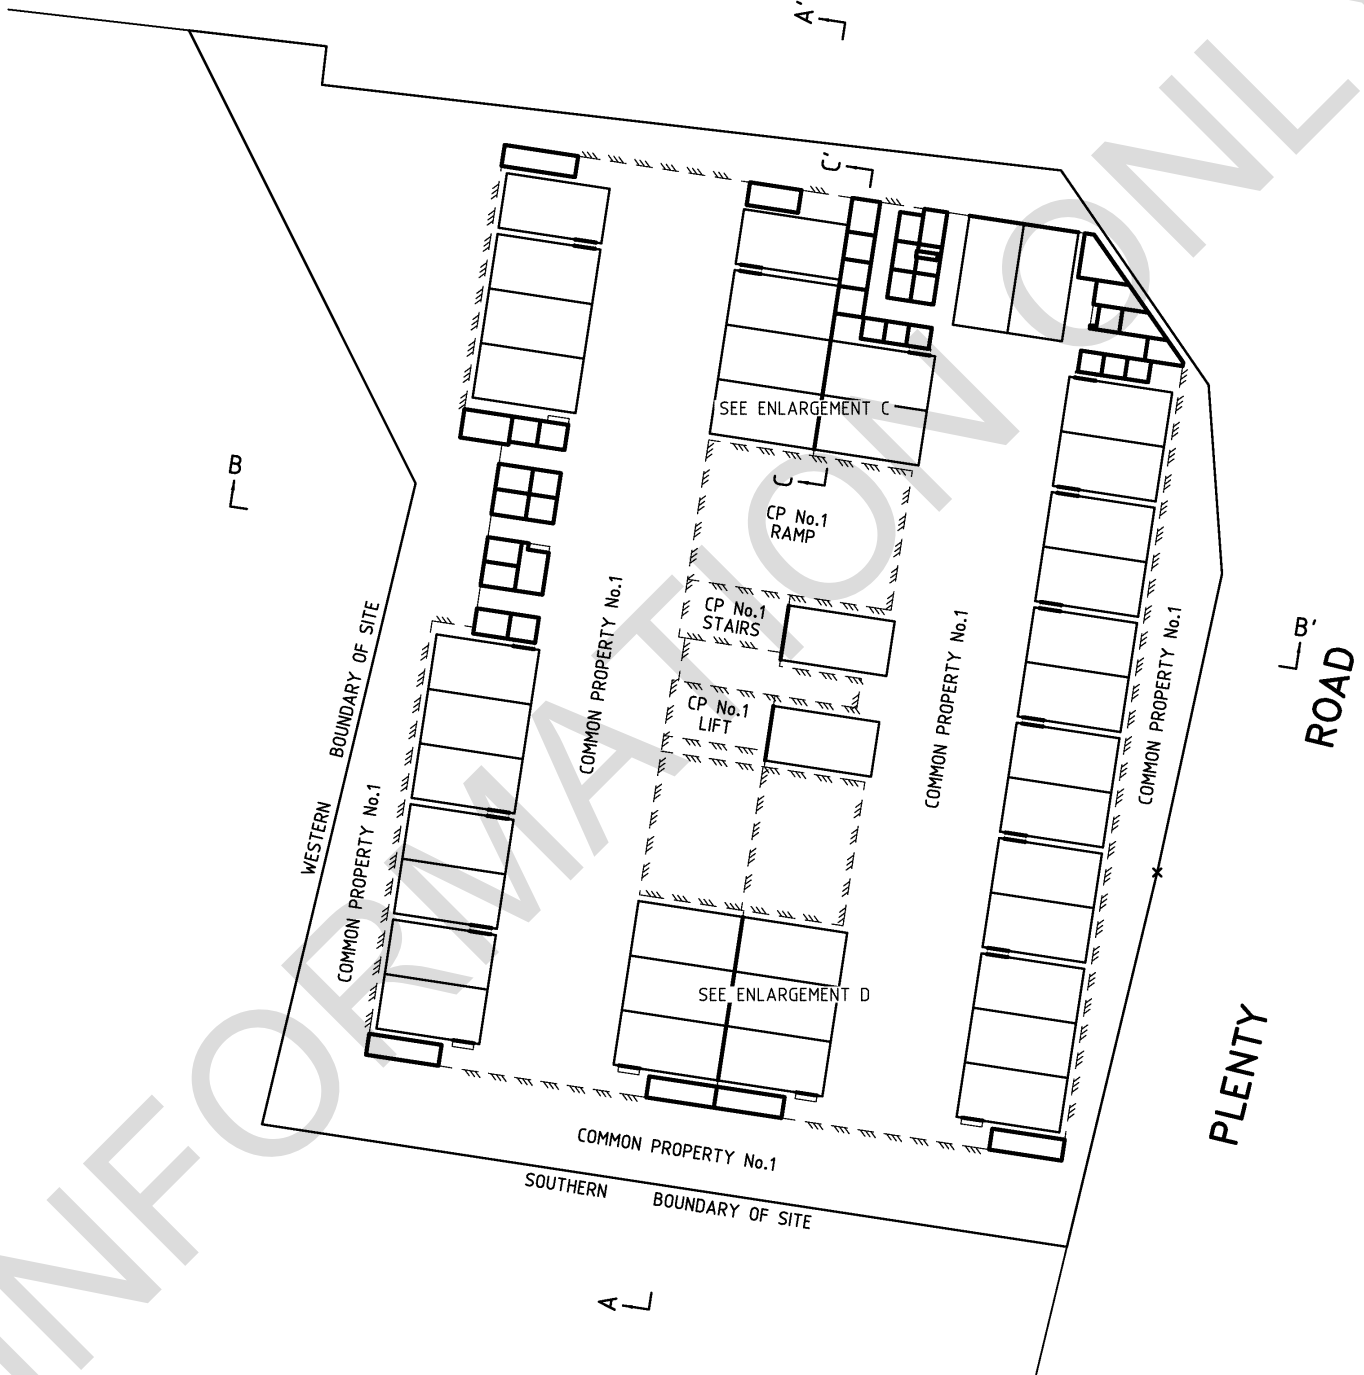 A'
C'
SEE ENLARGEMENT C
B
C
CP No.1
RAMP
CP No.1
STAIRS
WESTERN BOUNDARY OF SITE
COMMON PROPERTY No.1
COMMON PROPERTY No.1
COMMON PROPERTY No.1
COMMON PROPERTY No.1
B'
CP No.1
LIFT
PLENTY ROAD
SEE ENLARGEMENT D
COMMON PROPERTY No.1
SOUTHERN BOUNDARY OF SITE
A
INFORMATION ONL